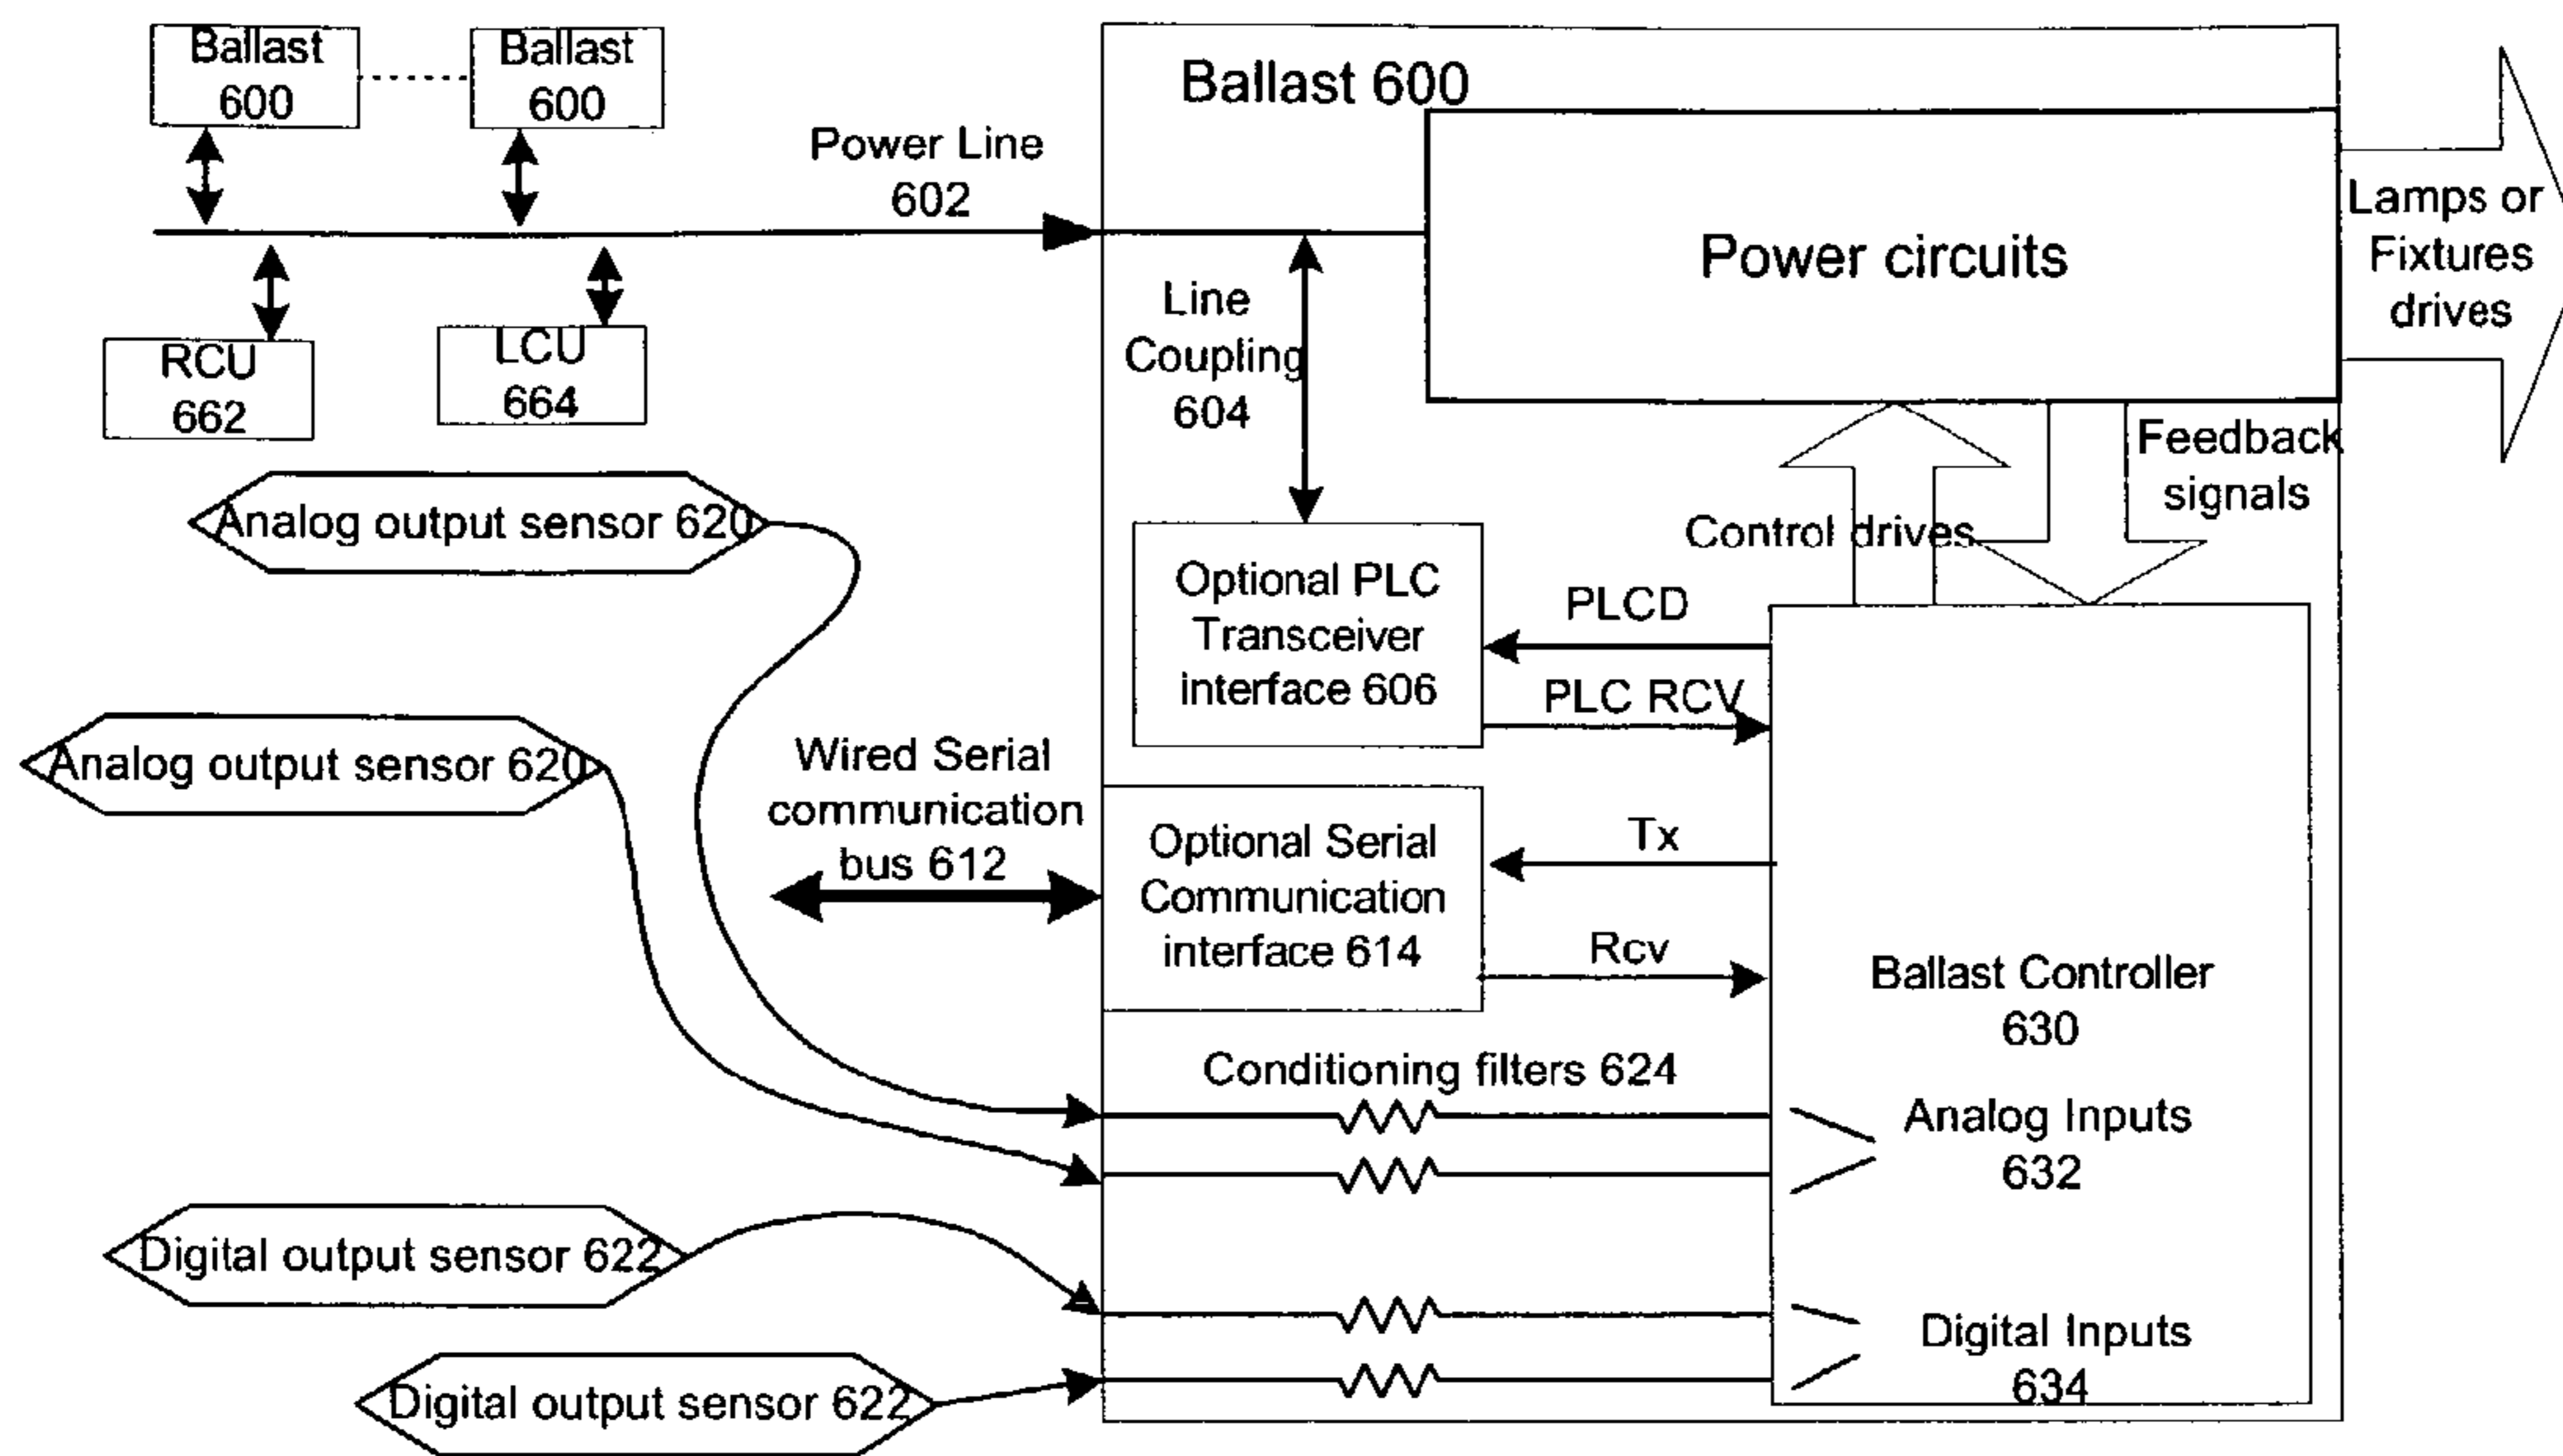 Ballast
600
Ballast
600
Power Line
602
RCU
662
LCU
664
Ballast 600
Power circuits
Lamps or
Fixtures
drives
Line
Coupling
604
Feedback
signals
Control drives
Analog output sensor 620
Optional PLC
Transceiver
interface 606
PLCD
PLC RCV
Analog output sensor 620
Wired Serial
communication
bus 612
Optional Serial
Communication
interface 614
Tx
Rcv
Ballast Controller
630
Conditioning filters 624
Analog Inputs
632
Digital output sensor 622
Digital Inputs
634
Digital output sensor 622